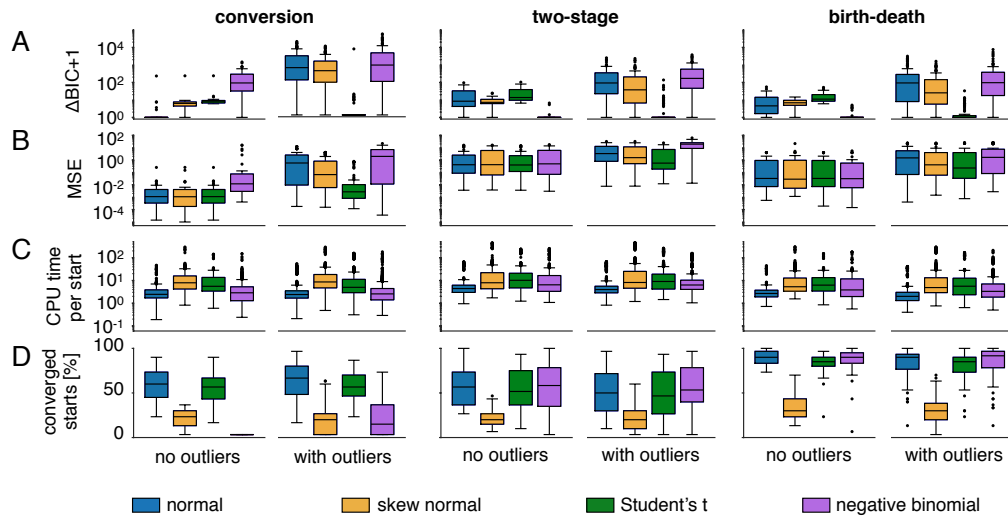 conversion two-stage birth-death
A
ΔBIC+1
10^4
10^2
10^0
B
MSE
10^2
10^0
10^-2
10^-4
C
CPU time
per start
10^2
10^1
10^0
10^-1
D
converged
starts [%]
100
50
0
no outliers with outliers no outliers with outliers no outliers with outliers
normal skew normal Student's t negative binomial